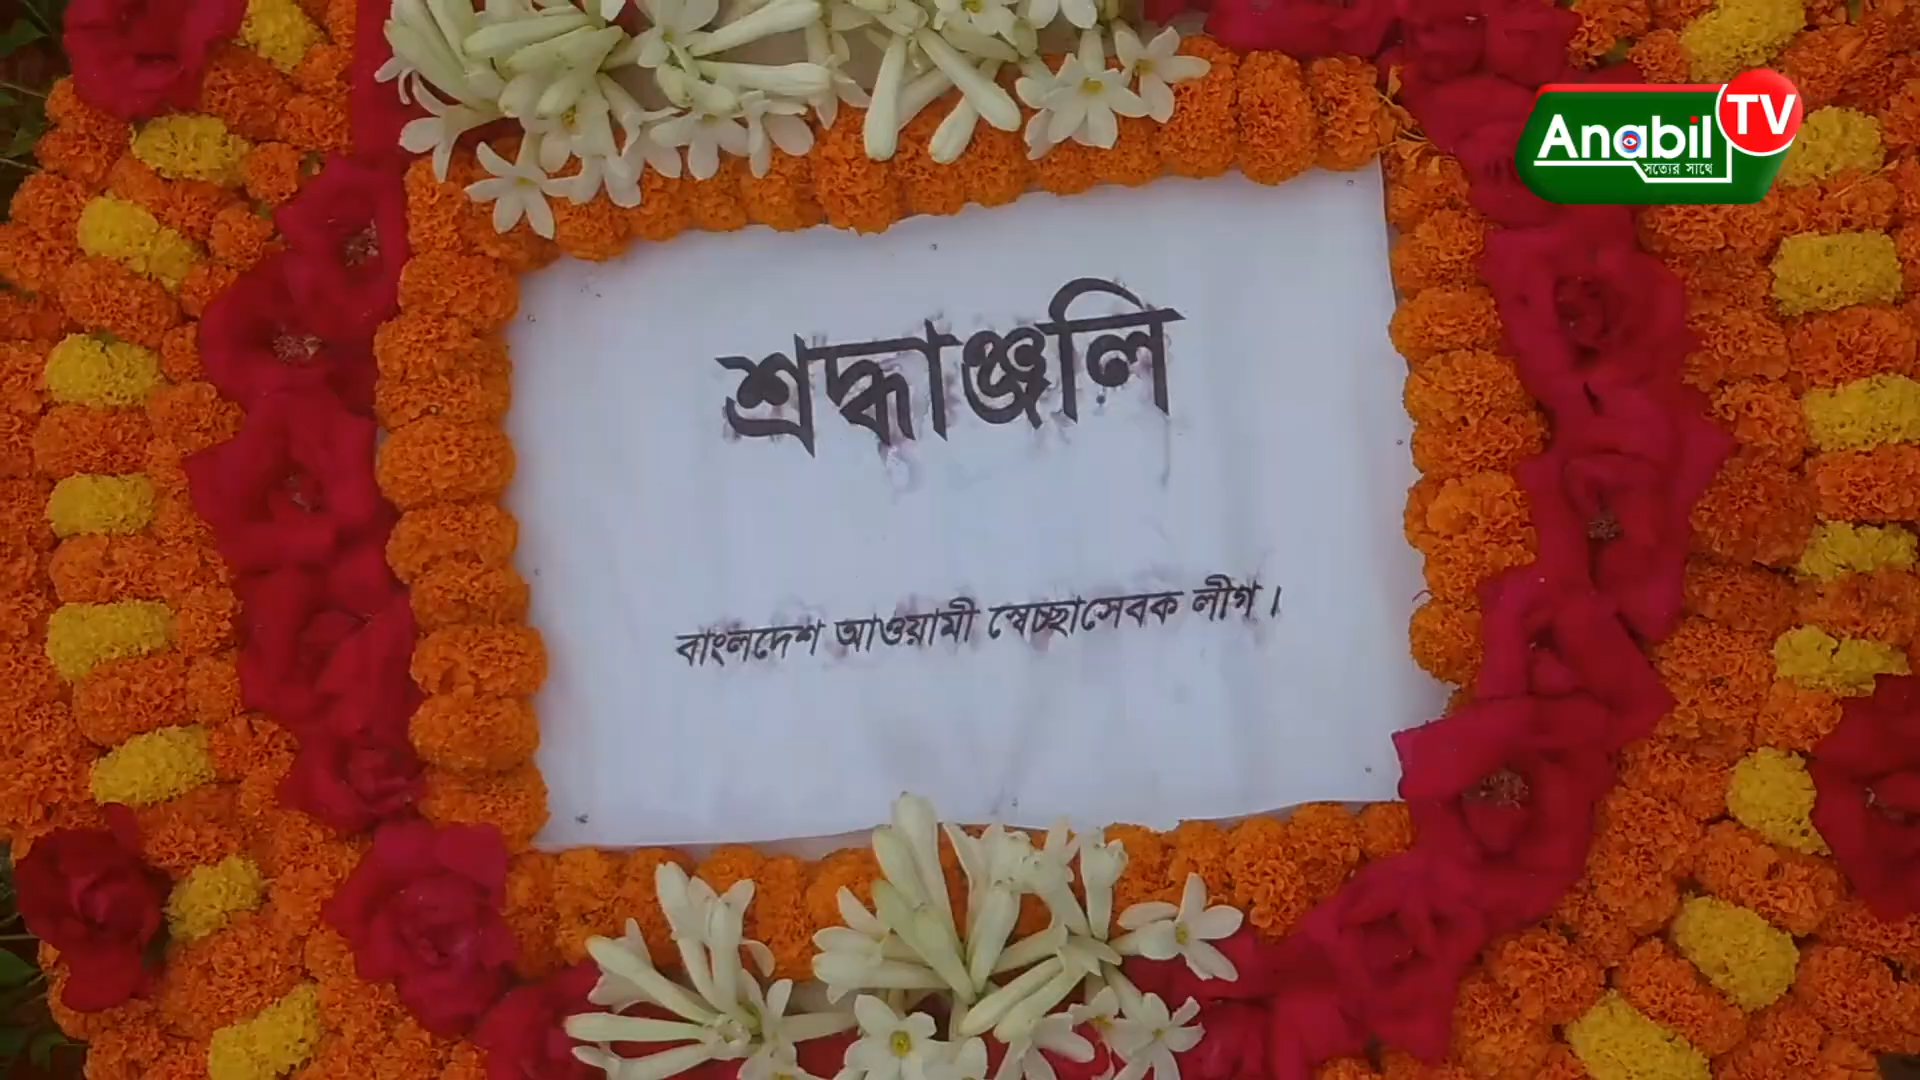 Anabil TV
সত্যের সাথে
শ্রদ্ধাঞ্জলি
বাংলদেশ আওয়ামী স্বেচ্ছাসেবক লীগ।